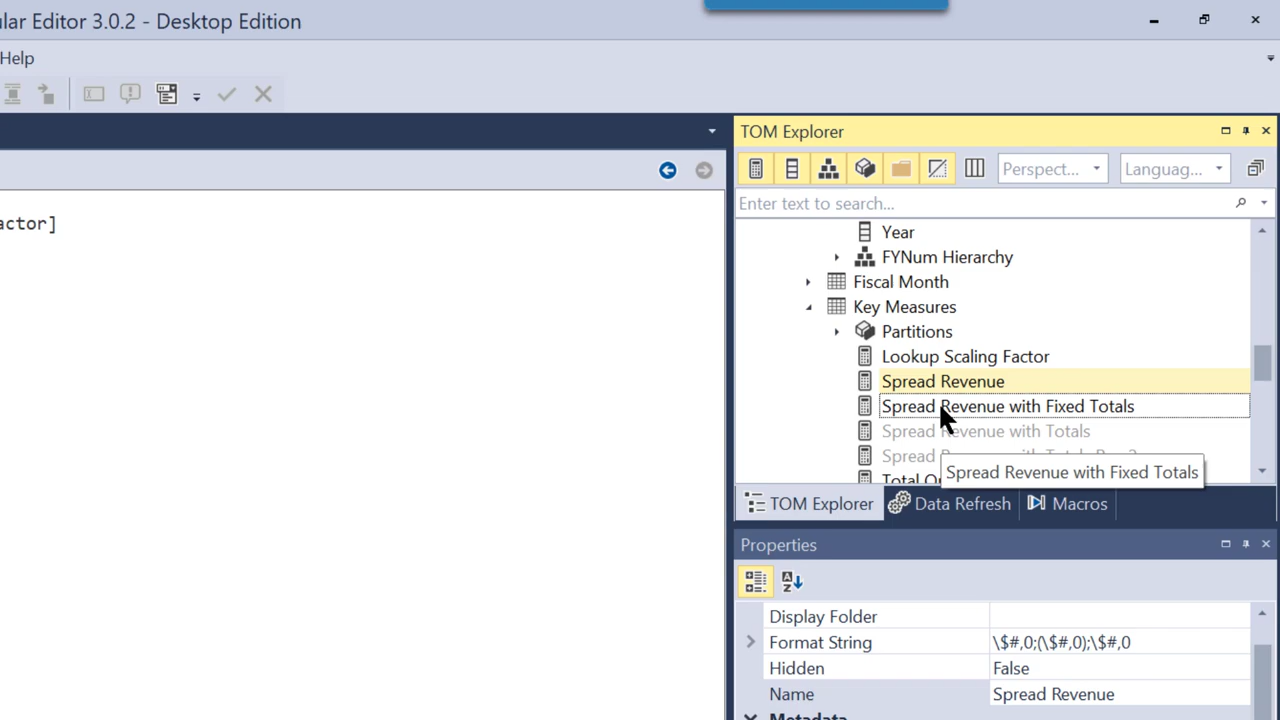 ular Editor 3.0.2 - Desktop Edition
Help
TOM Explorer
Perspect...
Languag...
Enter text to search...
actor]
Year
FYNum Hierarchy
Fiscal Month
Key Measures
Partitions
Lookup Scaling Factor
Spread Revenue
Spread Revenue with Fixed Totals
Spread Revenue with Totals
Spread
Spread Revenue with Fixed Totals
TOM Explorer
Data Refresh
Macros
Properties
Display Folder
Format String \$#,0;(\$#,0);\$#,0
Hidden False
Name Spread Revenue
Metadata